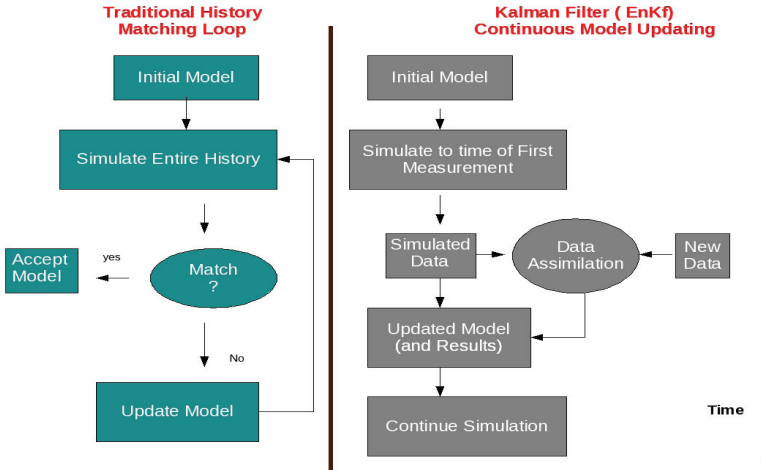 Traditional History
Matching Loop
Initial Model
Simulate Entire History
Match
?
yes
Accept
Model
No
Update Model
Kalman Filter ( EnKf)
Continuous Model Updating
Initial Model
Simulate to time of First
Measurement
Simulated
Data
Data
Assimilation
New
Data
Updated Model
(and Results)
Continue Simulation
Time